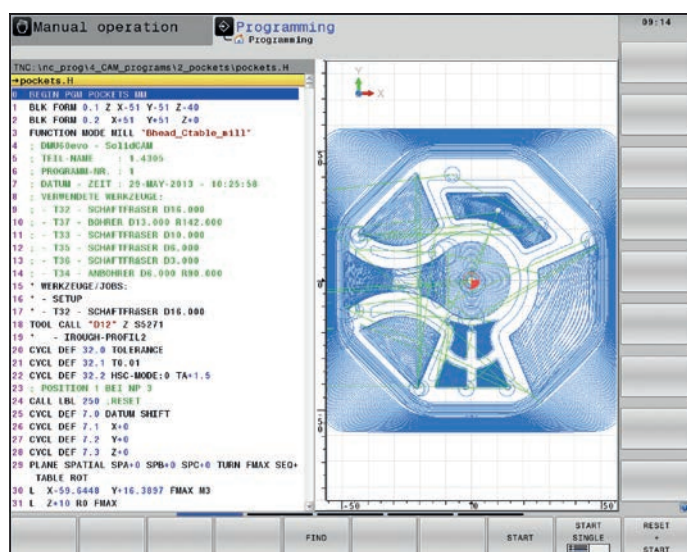 Manual operation
Programming
Programming
09:14
TNC:\nc_prog\4_CAM_programs\2_pockets\pockets.H
→pockets.H
0 BEGIN PGM POCKETS MM
1 BLK FORM 0.1 Z X-51 Y-51 Z-40
2 BLK FORM 0.2 X+51 Y+51 Z+0
3 FUNCTION MODE MILL "Bhead_Ctable_mill"
4 ; DMU60evo - SolidCAM
5 ; TEIL-NAME : 1.4305
6 ; PROGRAMM-NR. : 1
7 ; DATUM - ZEIT : 29-MAY-2013 - 10:25:58
8 ; VERWENDETE WERKZEUGE:
9 ; - T32 - SCHAFTFRäSER D16.000
10 ; - T37 - BOHRER D13.000 R142.000
11 ; - T33 - SCHAFTFRäSER D10.000
12 ; - T35 - SCHAFTFRäSER D6.000
13 ; - T36 - SCHAFTFRäSER D3.000
14 ; - T34 - ANBOHRER D6.000 R90.000
15 * WERKZEUGE/JOBS:
16 * - SETUP
17 * - T32 - SCHAFTFRäSER D16.000
18 TOOL CALL "D12" Z S5271
19 * - IROUGH-PROFIL2
20 CYCL DEF 32.0 TOLERANCE
21 CYCL DEF 32.1 T0.01
22 CYCL DEF 32.2 HSC-MODE:0 TA+1.5
23 ; POSITION 1 BEI NP 3
24 CALL LBL 250 ;RESET
25 CYCL DEF 7.0 DATUM SHIFT
26 CYCL DEF 7.1 X+0
27 CYCL DEF 7.2 Y+0
28 CYCL DEF 7.3 Z+0
29 PLANE SPATIAL SPA+0 SPB+0 SPC+0 TURN FMAX SEQ+
TABLE ROT
30 L X-59.6448 Y+16.3897 FMAX M3
31 L Z+10 R0 FMAX
Y
X
50
0
-50
-50
0
50
FIND
START
START
SINGLE
RESET
+
START